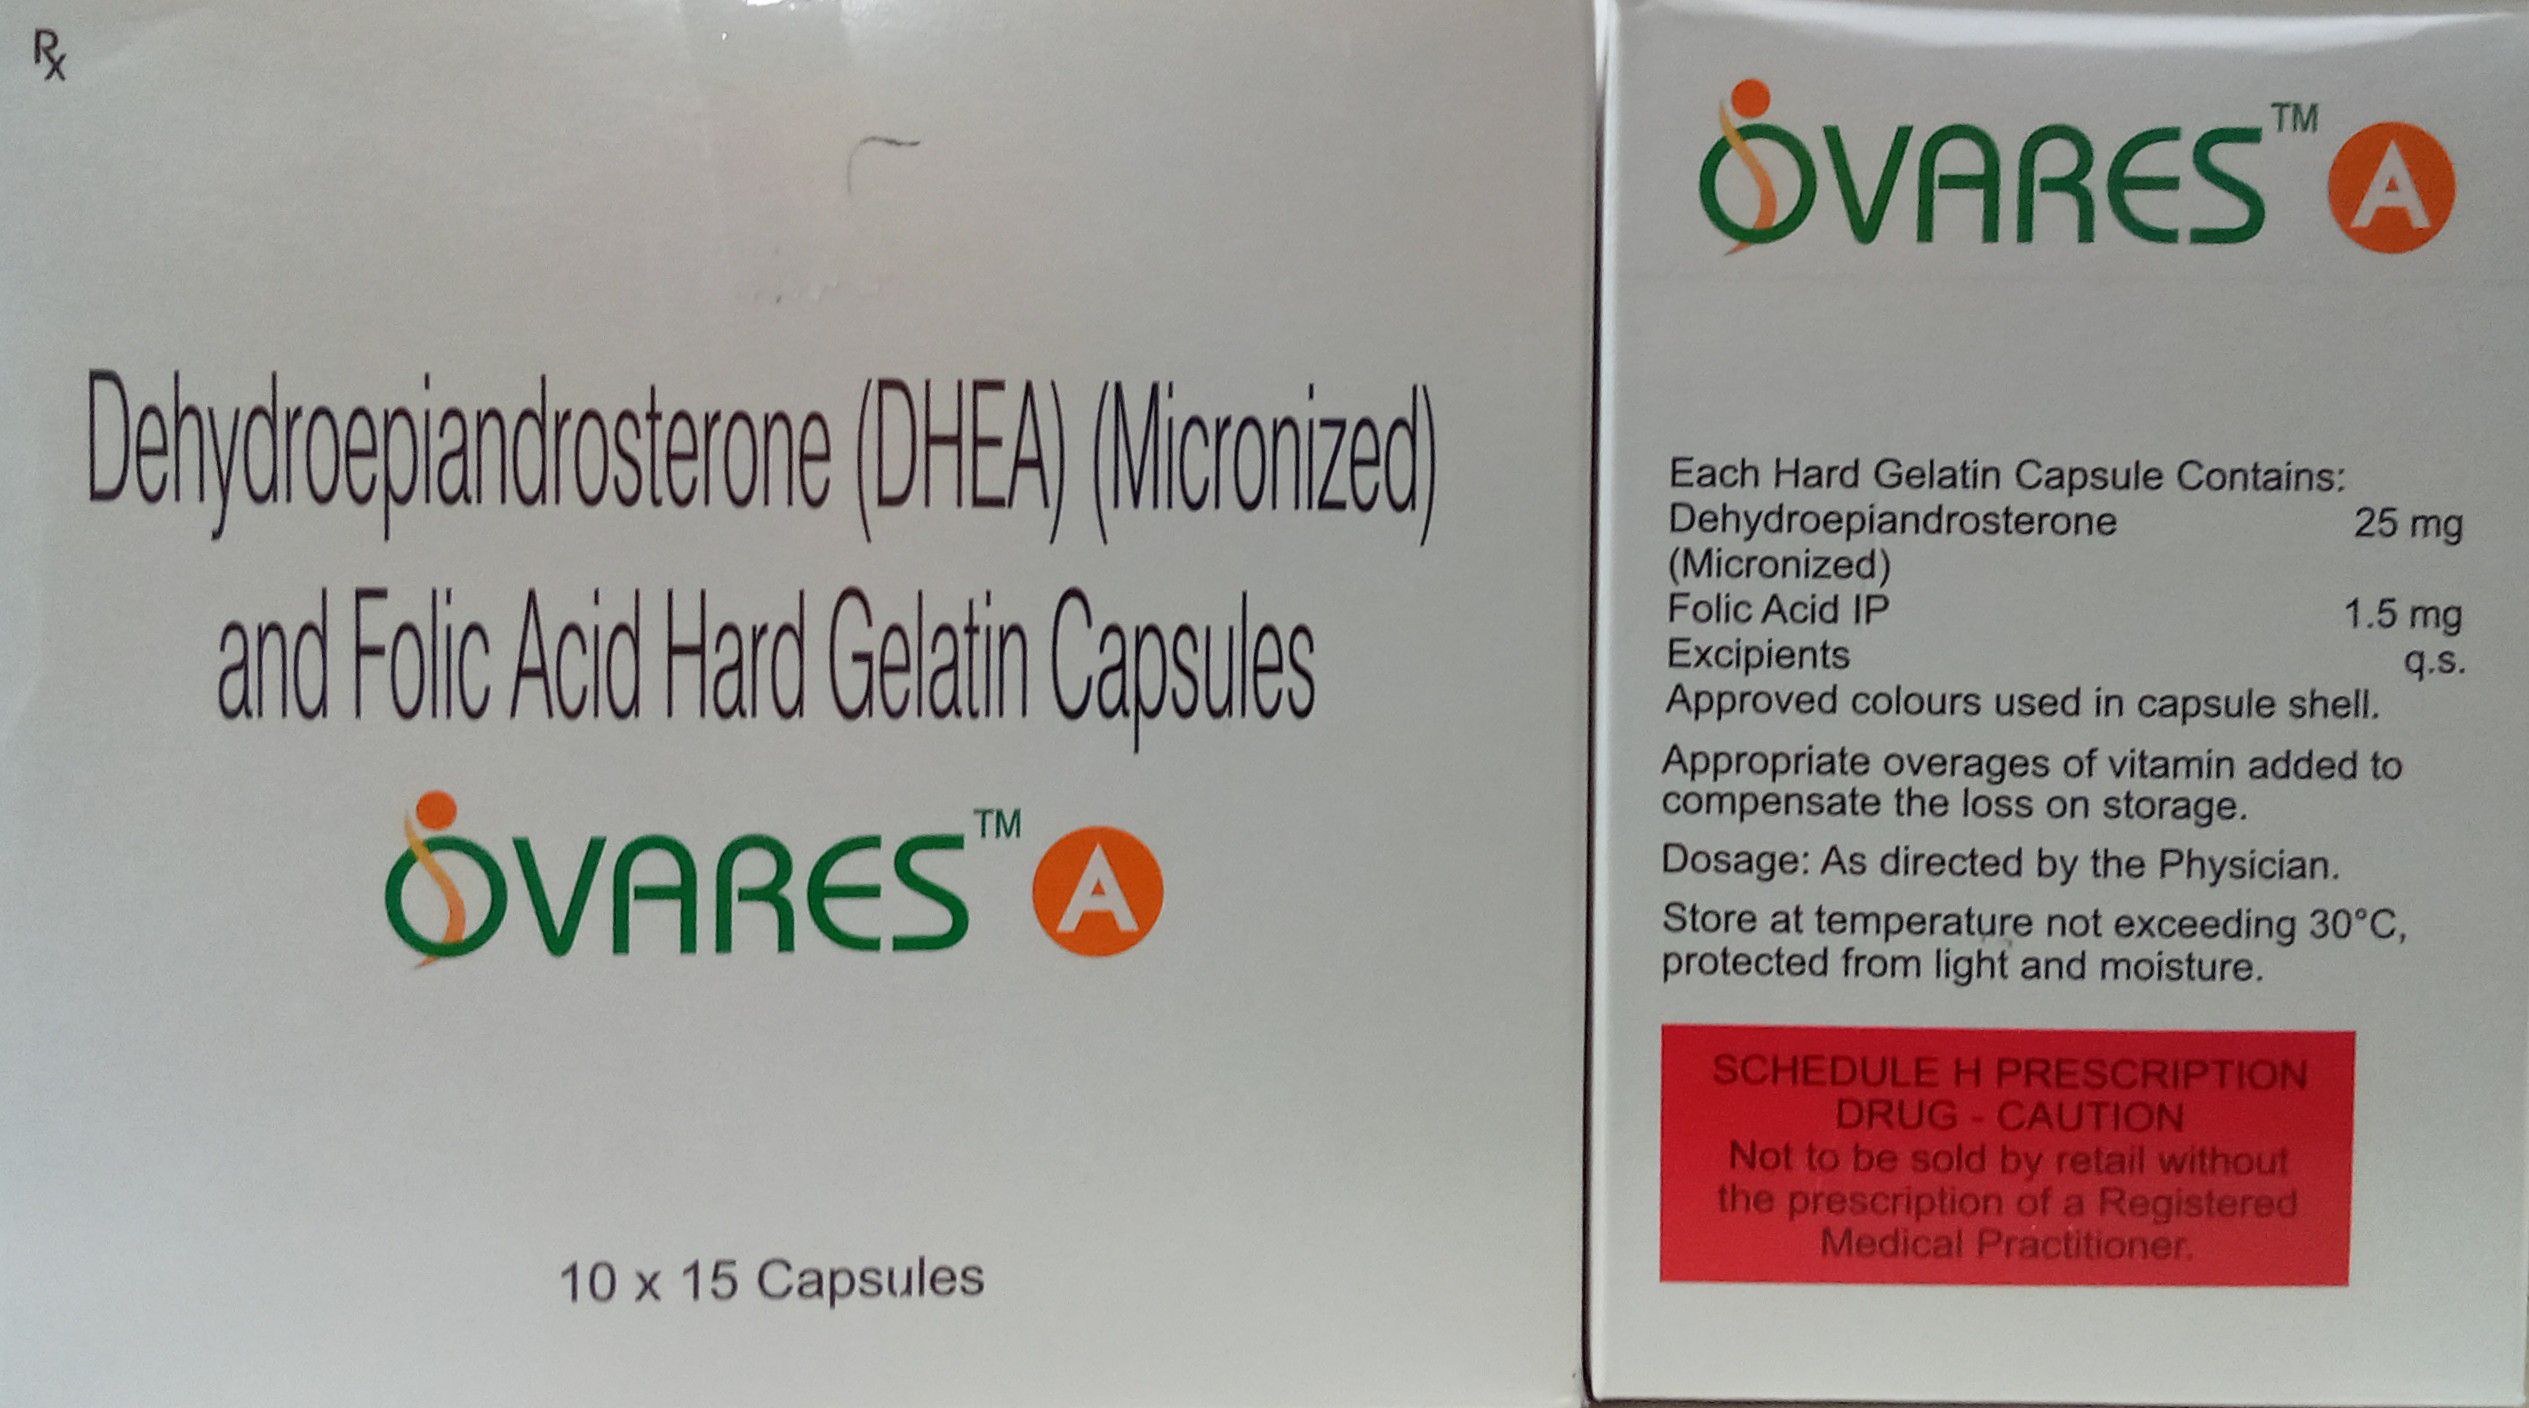 Rx
Dehydroepiandrosterone (DHEA) (Micronized)
and Folic Acid Hard Gelatin Capsules
OVARES™ A
10 x 15 Capsules
OVARES™ A
Each Hard Gelatin Capsule Contains:
Dehydroepiandrosterone 25 mg
(Micronized)
Folic Acid IP 1.5 mg
Excipients q.s.
Approved colours used in capsule shell.
Appropriate overages of vitamin added to
compensate the loss on storage.
Dosage: As directed by the Physician.
Store at temperature not exceeding 30°C,
protected from light and moisture.
SCHEDULE H PRESCRIPTION
DRUG - CAUTION
Not to be sold by retail without
the prescription of a Registered
Medical Practitioner.